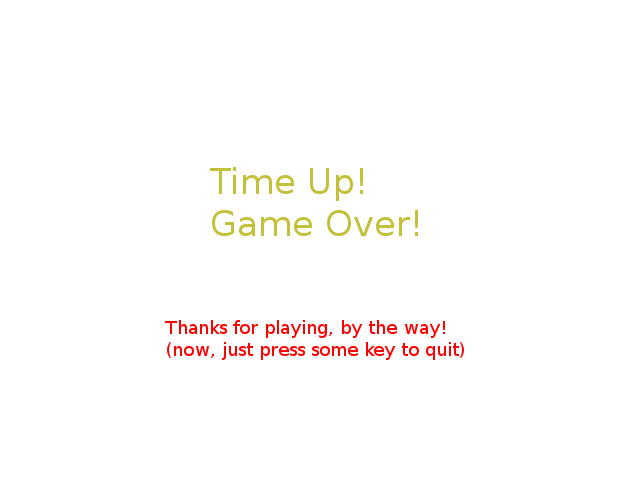 Time Up!
Game Over!
Thanks for playing, by the way!
(now, just press some key to quit)